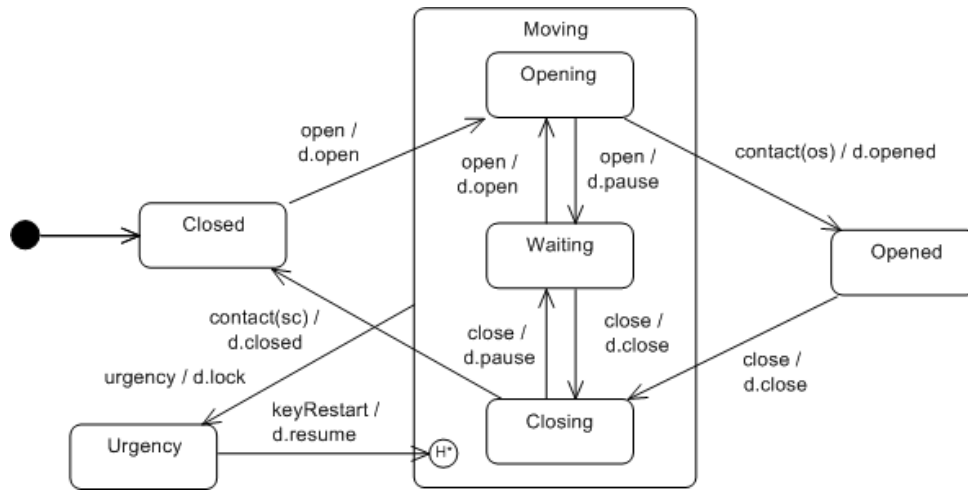 Moving
Opening
open /
d.open
open /
d.open
open /
d.pause
contact(os) / d.opened
Closed
Waiting
Opened
contact(sc) /
d.closed
close /
d.pause
close /
d.close
close /
d.close
urgency / d.lock
keyRestart /
d.resume
Closing
Urgency
H*